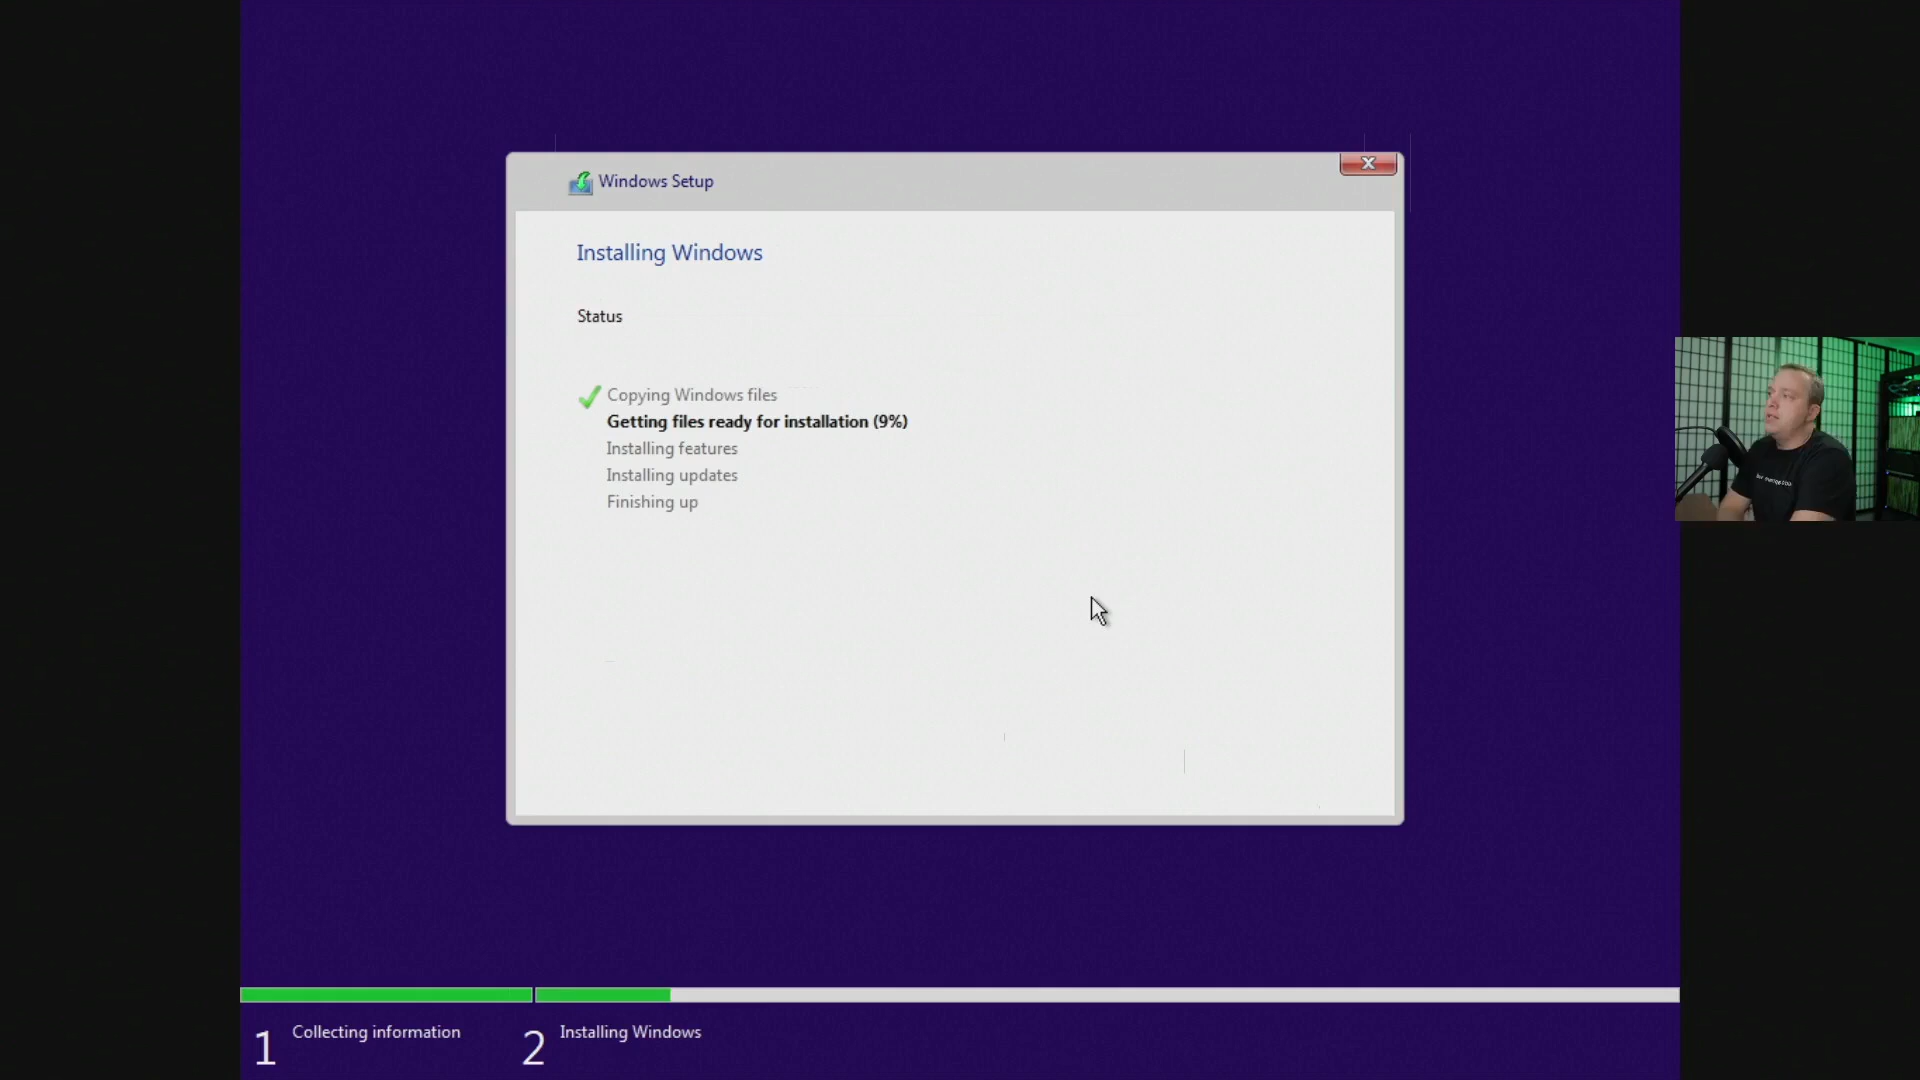 Windows Setup
Installing Windows
Status
Copying Windows files
Getting files ready for installation (9%)
Installing features
Installing updates
Finishing up
1 Collecting information
2 Installing Windows